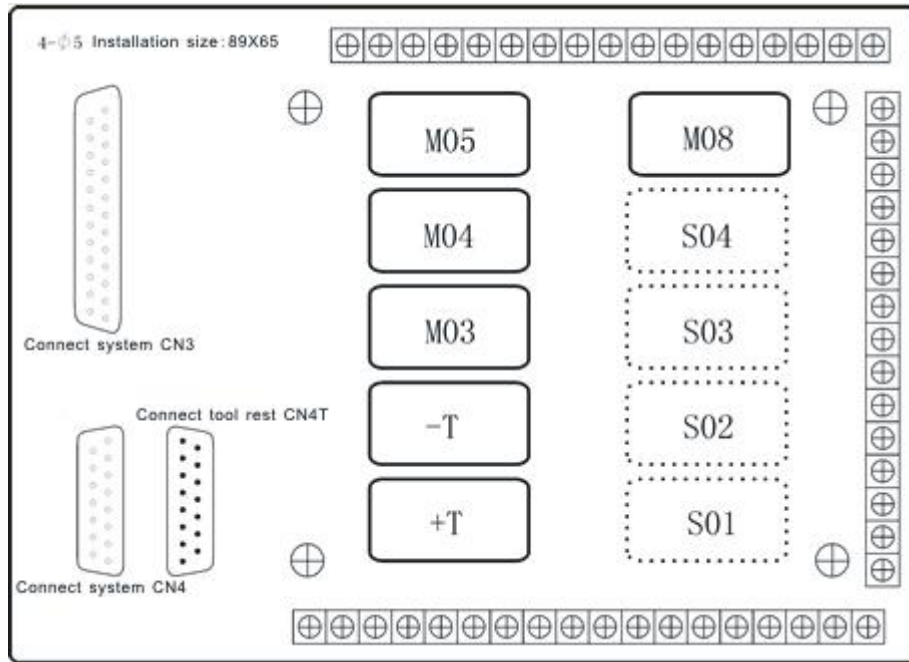 4-Φ5 Installation size:89X65
M05 M08
M04 S04
M03 S03
Connect system CN3
-T S02
Connect tool rest CN4T
+T S01
Connect system CN4